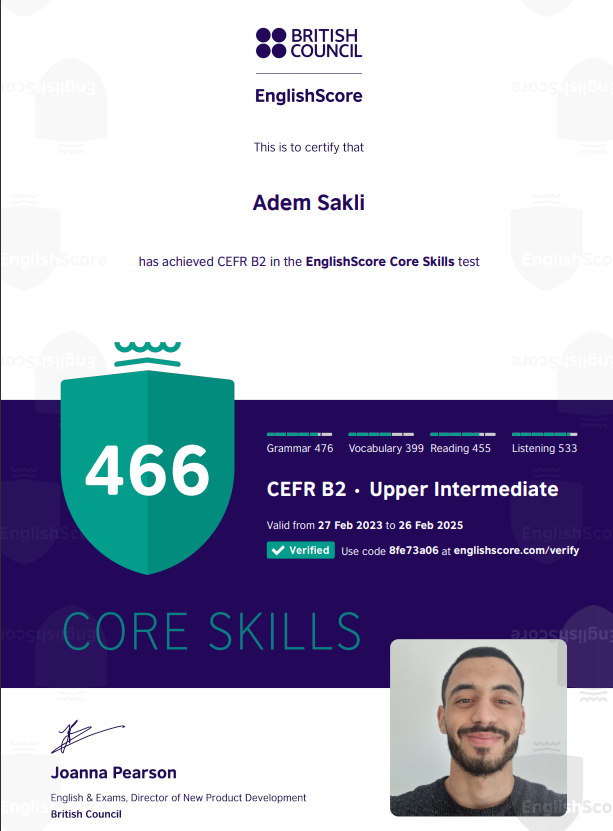 BRITISH
COUNCIL
EnglishScore
This is to certify that
Adem Sakli
has achieved CEFR B2 in the EnglishScore Core Skills test
466
Grammar 476 Vocabulary 399 Reading 455 Listening 533
CEFR B2 · Upper Intermediate
Valid from 27 Feb 2023 to 26 Feb 2025
Verified Use code 8fe73a06 at englishscore.com/verify
CORE SKILLS
Joanna Pearson
English & Exams, Director of New Product Development
British Council